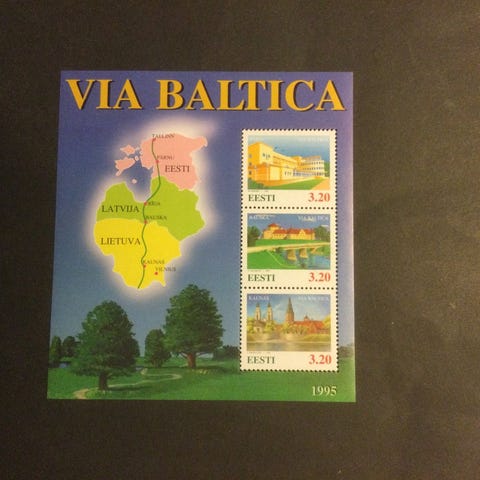 VIA BALTICA
TALLINN
PÄRNU
EESTI
RIGA
LATVIJA
BAUSKA
LIETUVA
KAUNAS
VILNIUS
EESTI
3.20
BAUSKA VIA BALTICA
3.20
EESTI
KAUNAS VIA BALTICA
3.20
EESTI
1995